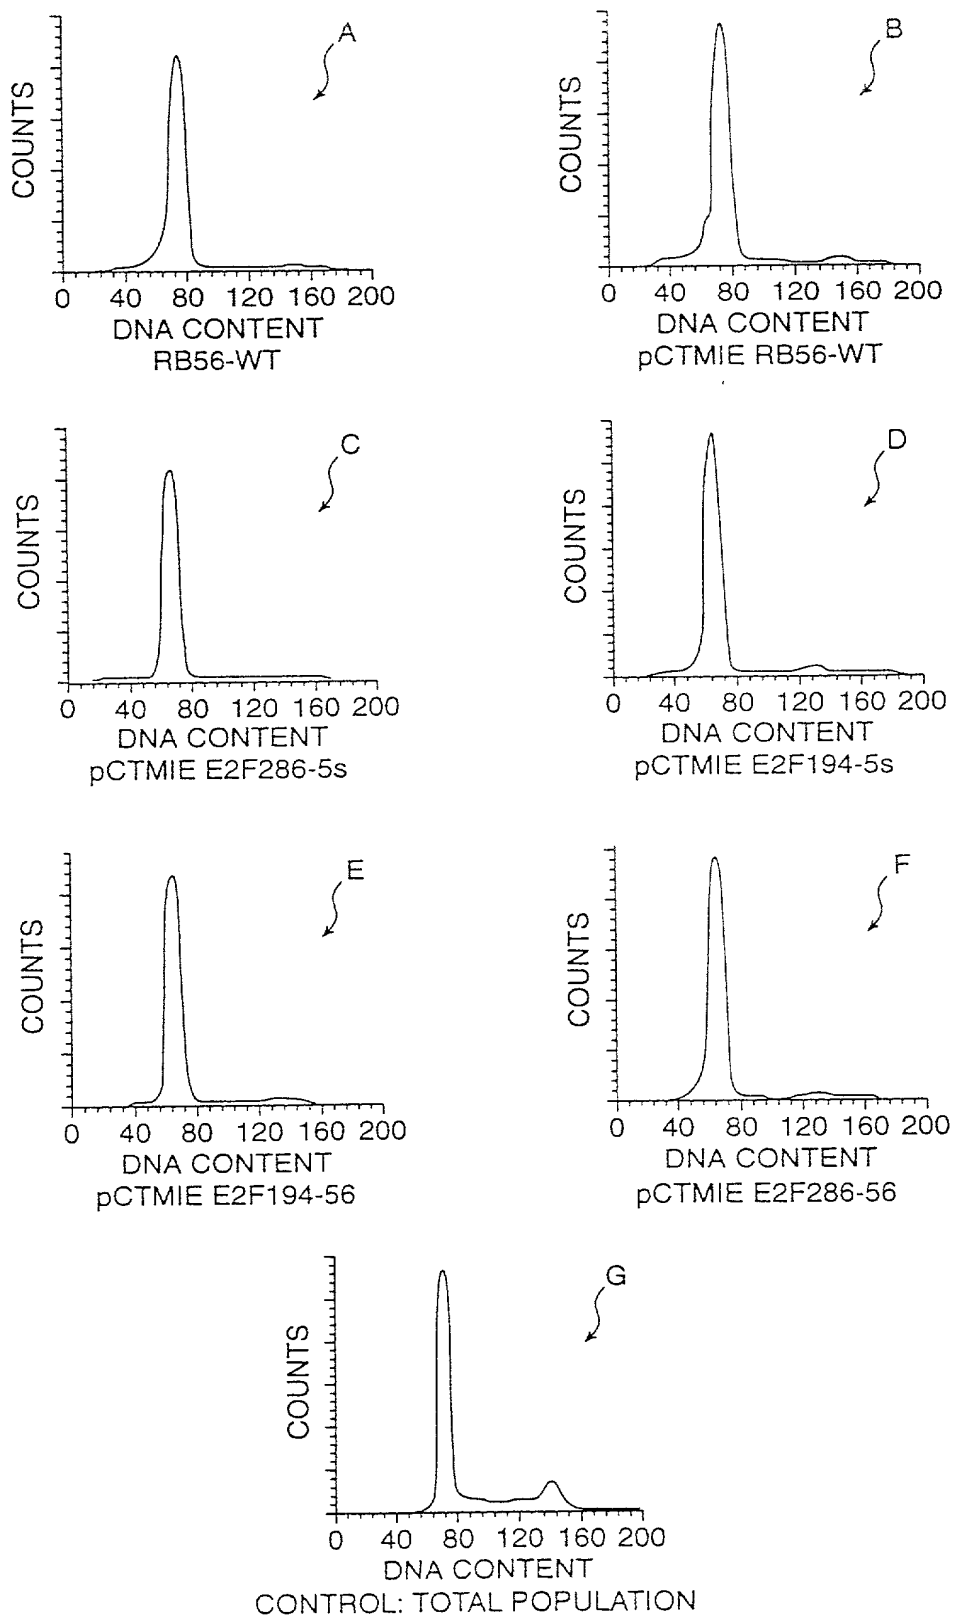 A
COUNTS
0 40 80 120 160 200
DNA CONTENT
RB56-WT
B
COUNTS
0 40 80 120 160 200
DNA CONTENT
pCTMIE RB56-WT
C
COUNTS
0 40 80 120 160 200
DNA CONTENT
pCTMIE E2F286-5s
D
COUNTS
0 40 80 120 160 200
DNA CONTENT
pCTMIE E2F194-5s
E
COUNTS
0 40 80 120 160 200
DNA CONTENT
pCTMIE E2F194-56
F
COUNTS
0 40 80 120 160 200
DNA CONTENT
pCTMIE E2F286-56
G
COUNTS
0 40 80 120 160 200
DNA CONTENT
CONTROL: TOTAL POPULATION